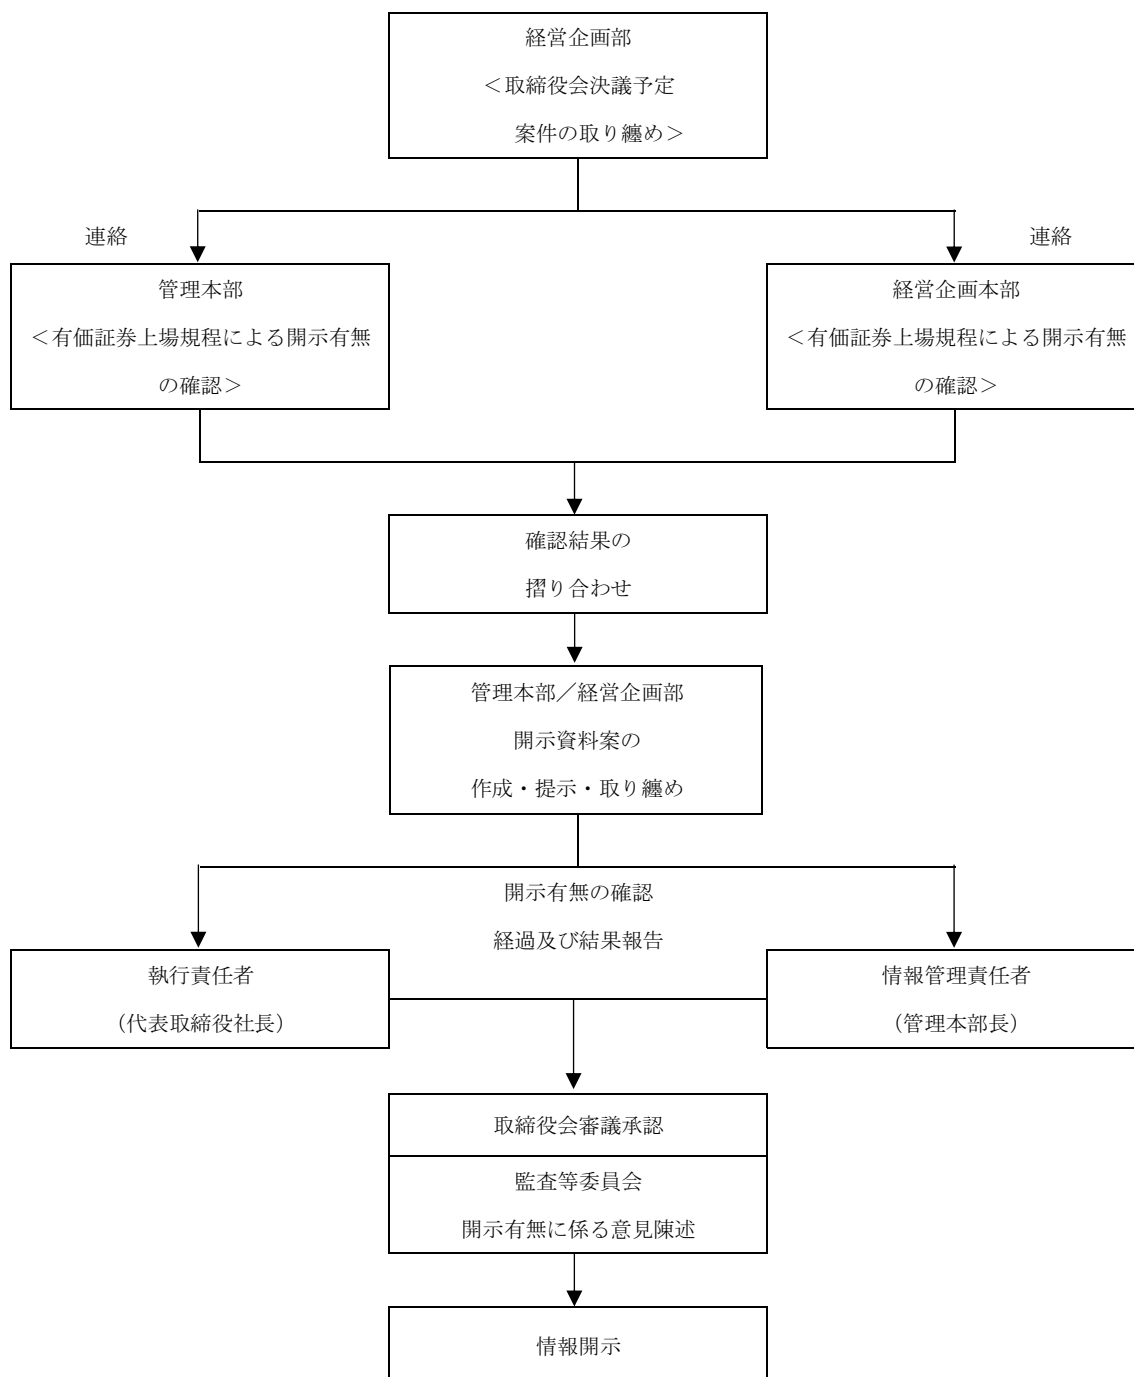 経営企画部
＜取締役会決議予定
案件の取り纏め＞
連絡
連絡
管理本部
＜有価証券上場規程による開示有無
の確認＞
経営企画本部
＜有価証券上場規程による開示有無
の確認＞
確認結果の
摺り合わせ
管理本部／経営企画部
開示資料案の
作成・提示・取り纏め
開示有無の確認
経過及び結果報告
執行責任者
（代表取締役社長）
情報管理責任者
（管理本部長）
取締役会審議承認
監査等委員会
開示有無に係る意見陳述
情報開示